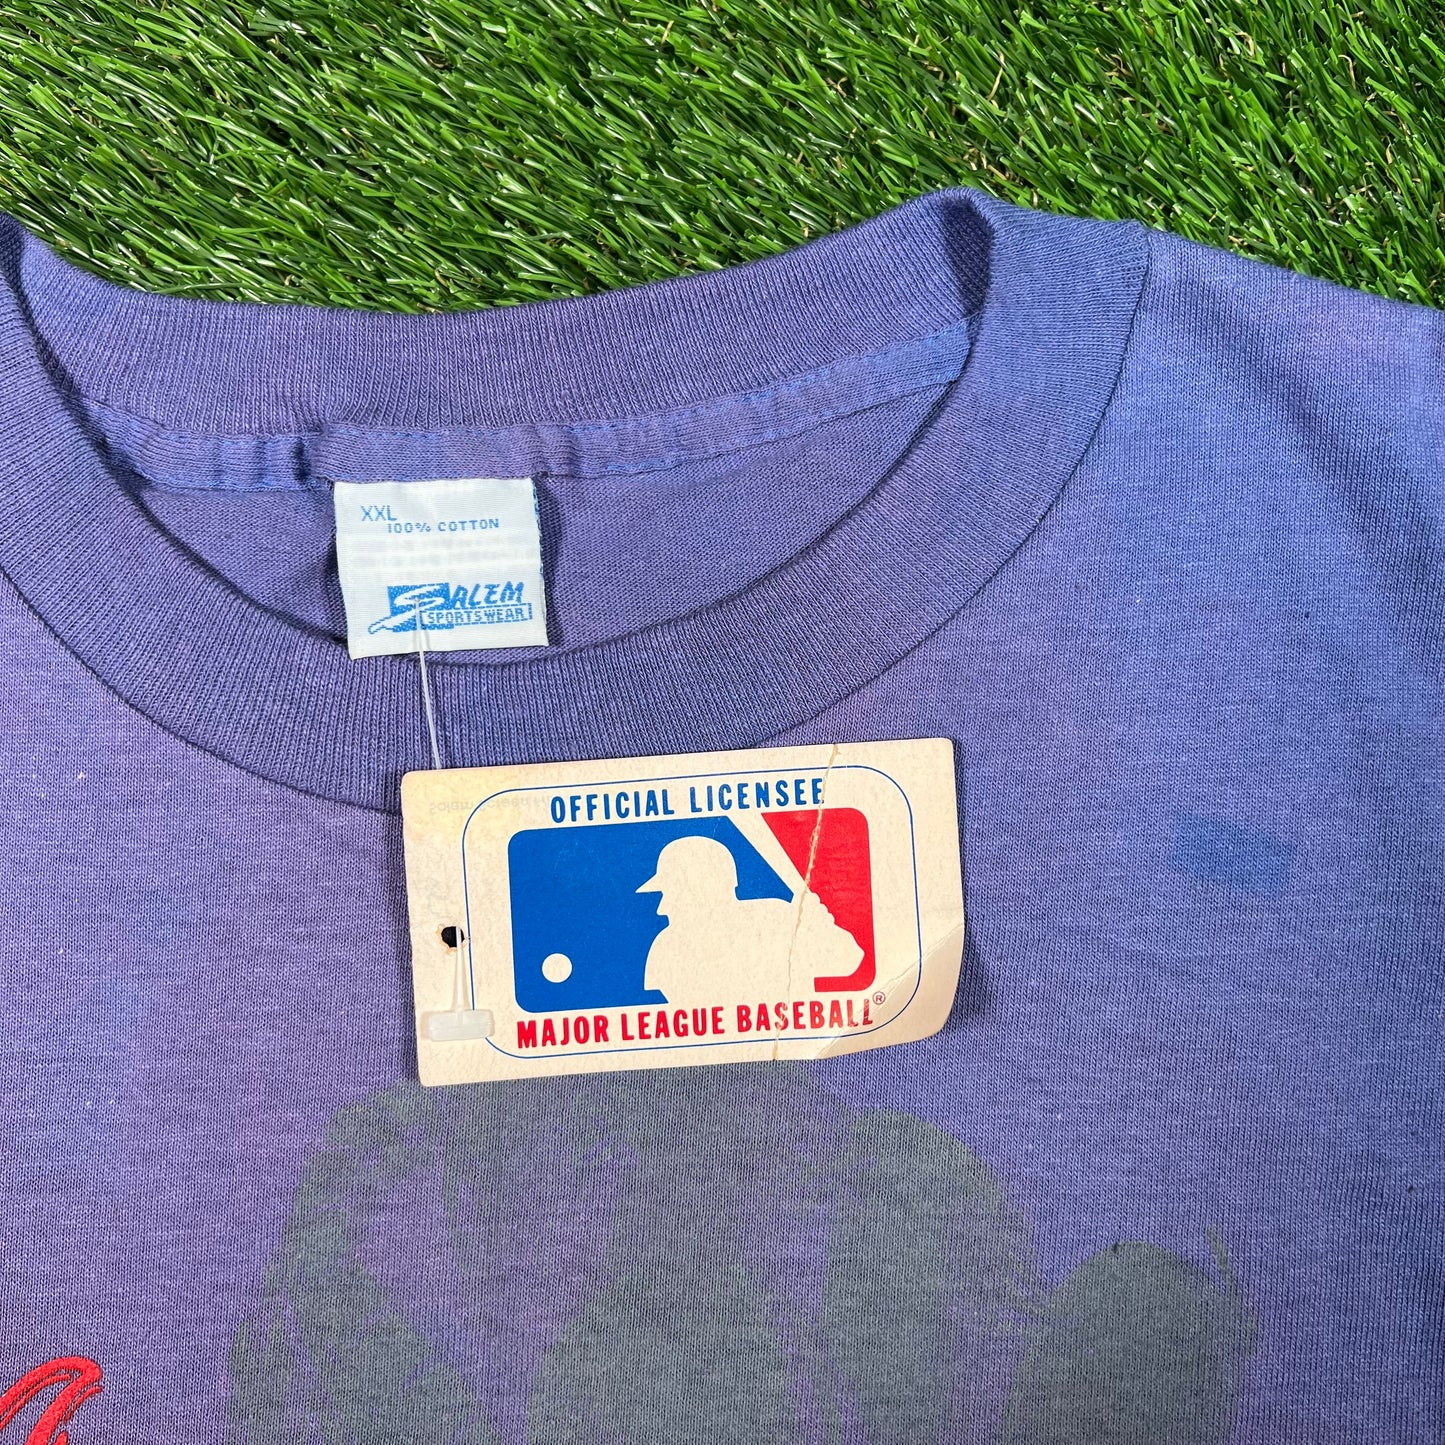 XXL
100% COTTON
SALEM
SPORTSWEAR
OFFICIAL LICENSEE
MAJOR LEAGUE BASEBALL®